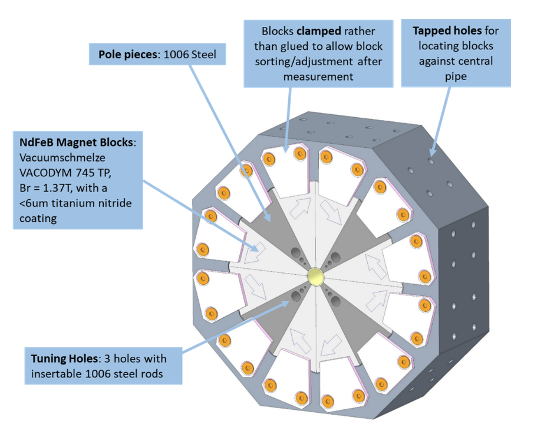 Blocks clamped rather
than glued to allow block
sorting/adjustment after
measurement
Tapped holes for
locating blocks
against central
pipe
Pole pieces: 1006 Steel
NdFeB Magnet Blocks:
Vacuumschmelze
VACODYM 745 TP,
Br = 1.37T, with a
<6um titanium nitride
coating
Tuning Holes: 3 holes with
insertable 1006 steel rods